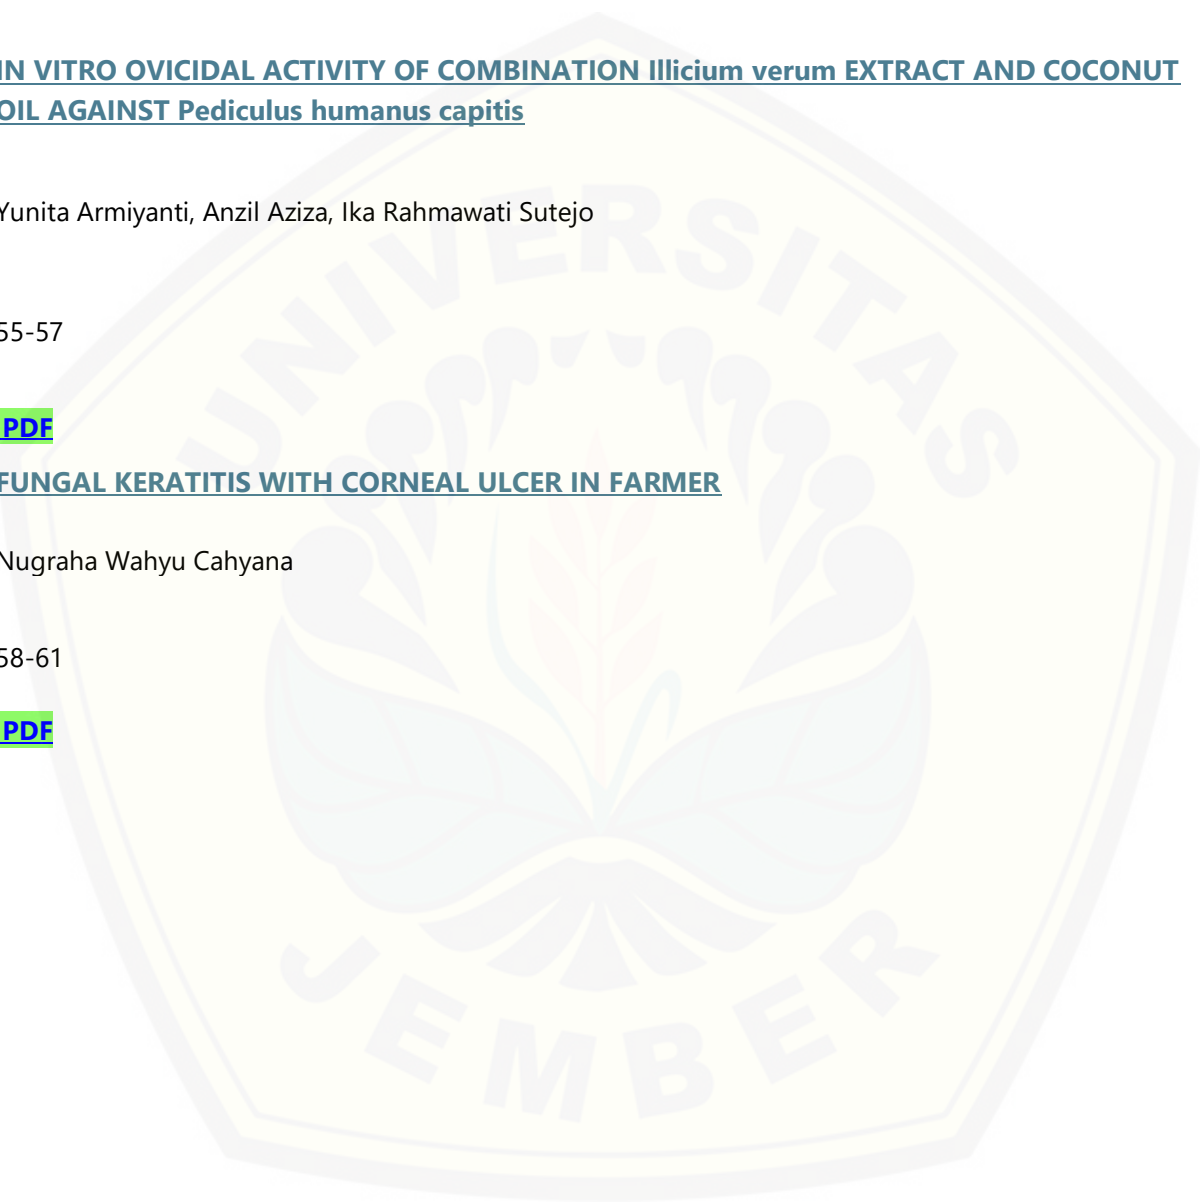 IN VITRO OVICIDAL ACTIVITY OF COMBINATION Illicium verum EXTRACT AND COCONUT
OIL AGAINST Pediculus humanus capitis
Yunita Armiyanti, Anzil Aziza, Ika Rahmawati Sutejo
55-57
PDF
FUNGAL KERATITIS WITH CORNEAL ULCER IN FARMER
Nugraha Wahyu Cahyana
58-61
PDF
UNIVERSITAS
JEMBER